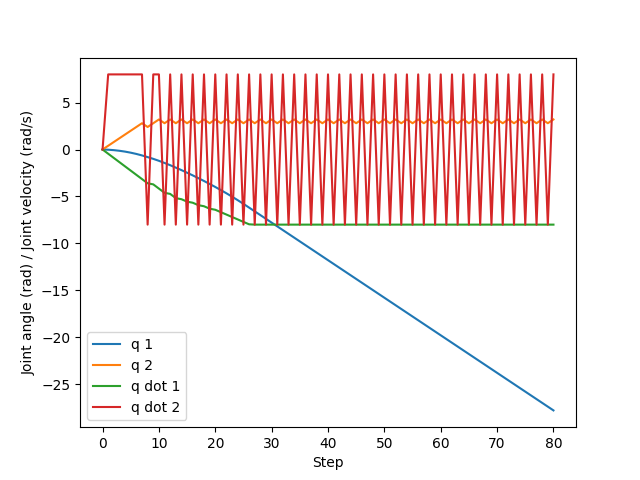 5
0
−5
−10
−15
−20
−25
Joint angle (rad) / Joint velocity (rad/s)
q 1
q 2
q dot 1
q dot 2
0 10 20 30 40 50 60 70 80
Step